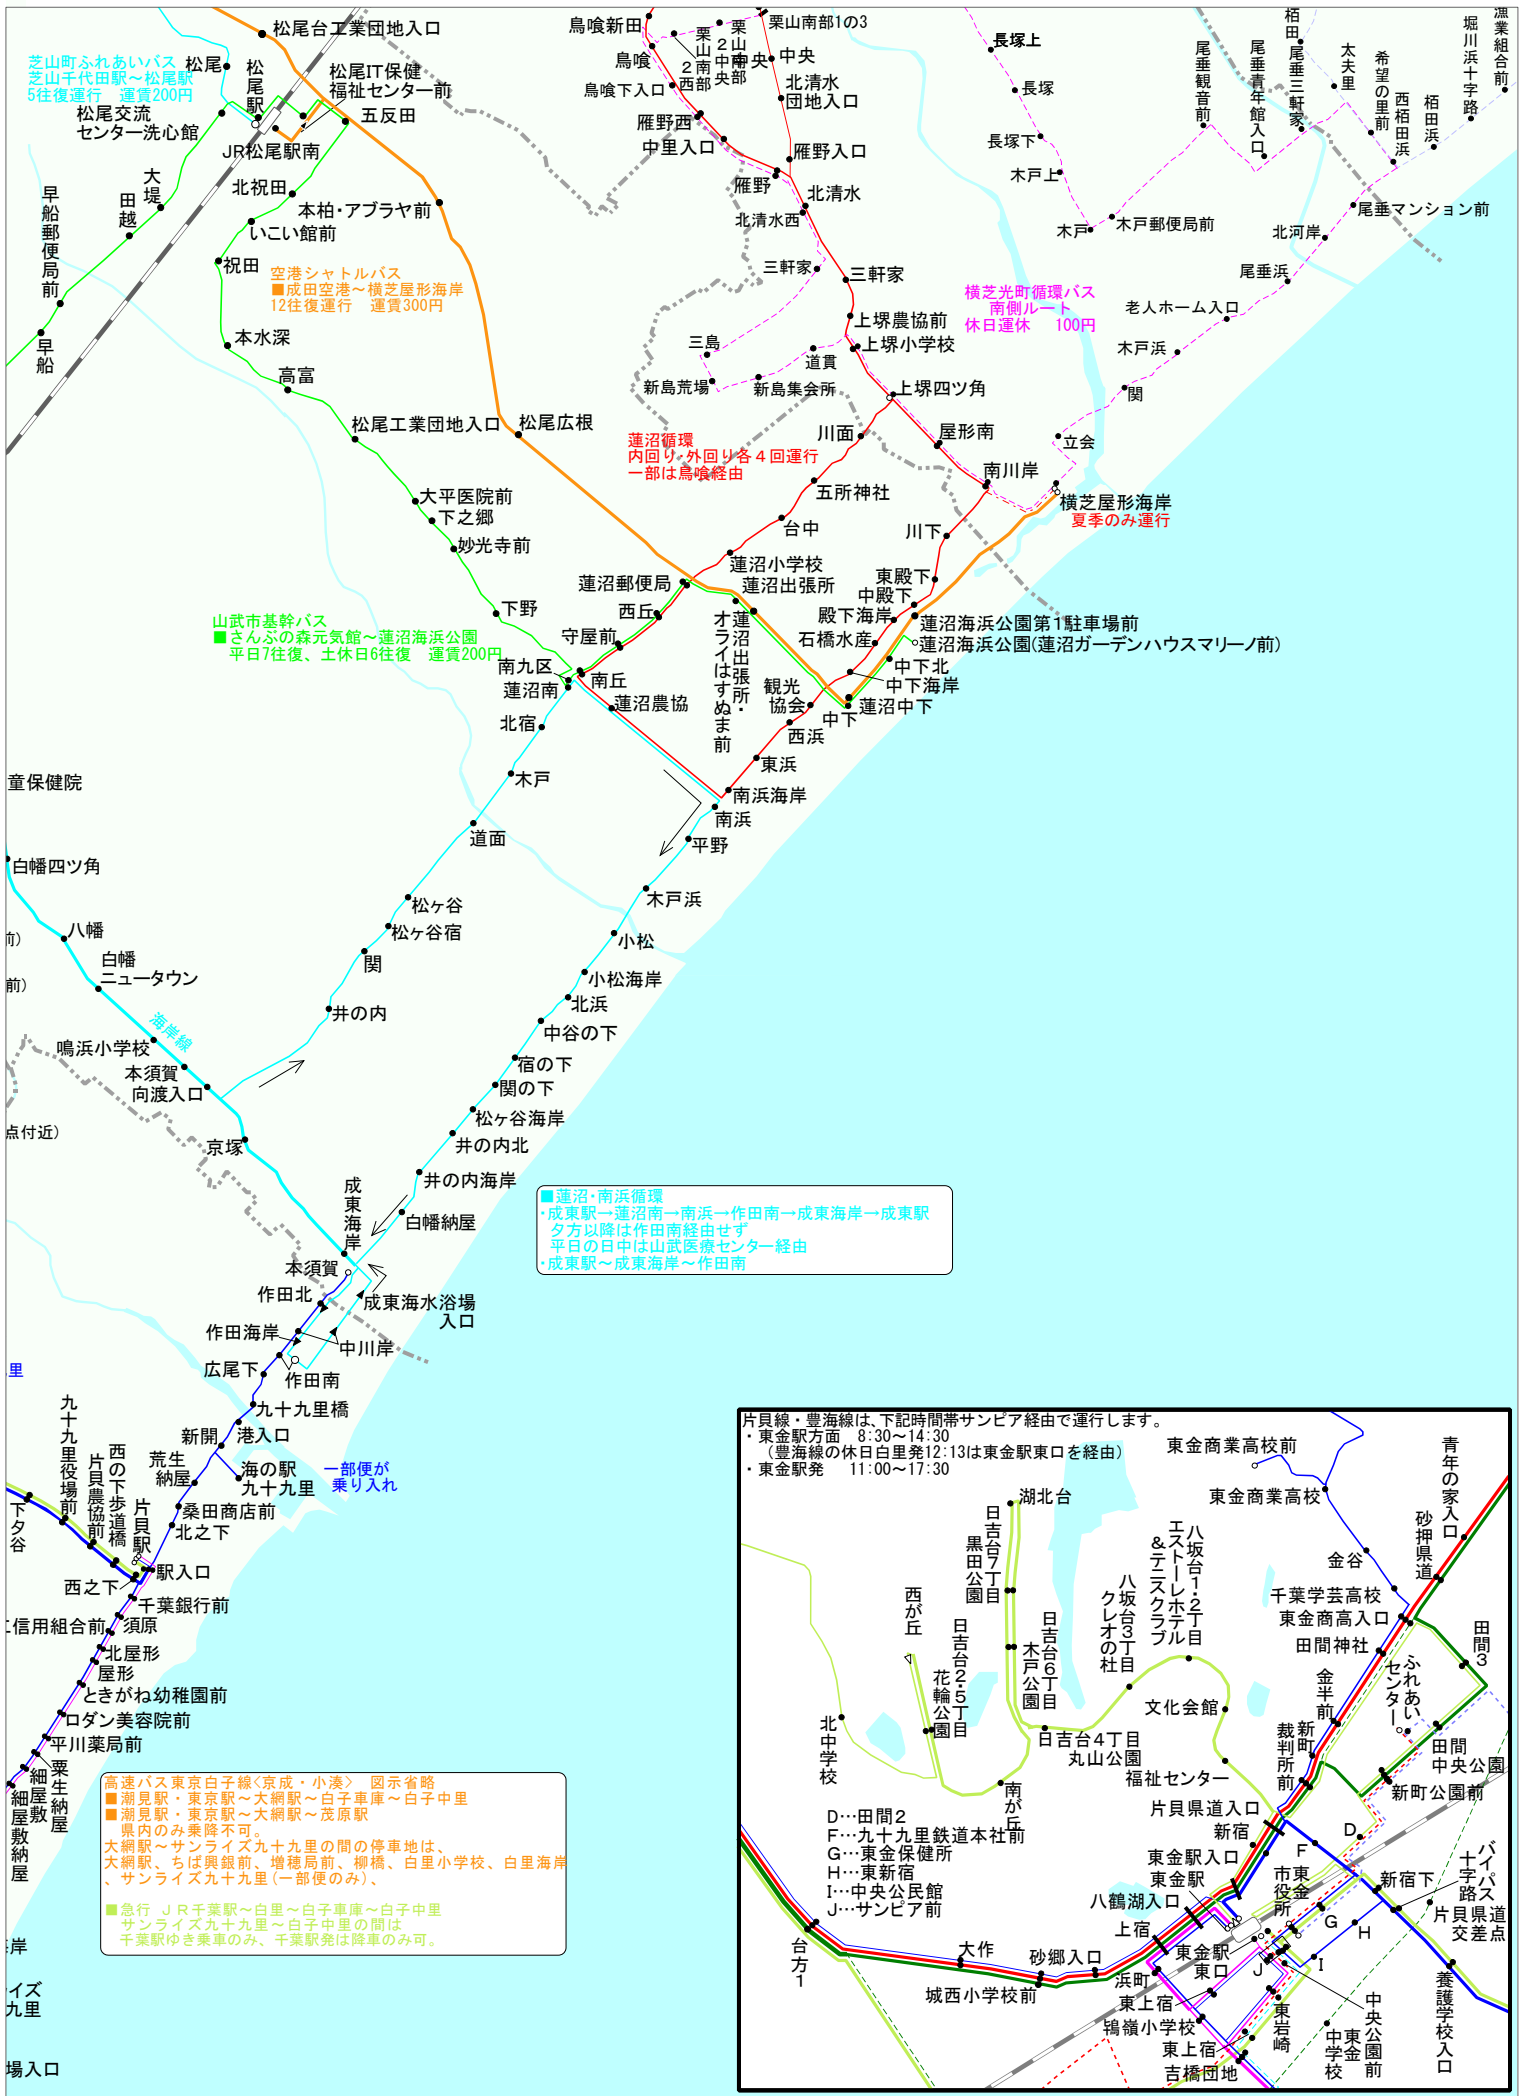 松尾台工業団地入口
芝山町ふれあいバス
芝山千代田駅～松尾駅
5往復運行　運賃200円
松尾
松尾駅
松尾IT保健
福祉センター前
松尾交流
センター洗心館
五反田
JR松尾駅南
大堤
田越
早船郵便局前
早船
北祝田
本柏・アブラヤ前
いこい館前
祝田
空港シャトルバス
■成田空港～横芝屋形海岸
12往復運行　運賃300円
本水深
高富
松尾工業団地入口
松尾広根
大平医院前
下之郷
妙光寺前
下野
山武市基幹バス
■さんぶの森元気館～蓮沼海浜公園
平日7往復、土休日6往復　運賃200円
鳥喰新田
鳥喰
鳥喰下入口
栗山南部2西
栗山南部2中央
栗山南部1の3
中央
中央
北清水
団地入口
雁野西
中里入口
雁野入口
雁野
北清水
北清水西
三軒家
三軒家
上堺農協前
上堺小学校
三島
道貫
新島荒場
新島集会所
上堺四ツ角
川面
屋形南
南川岸
蓮沼循環
内回り・外回り各4回運行
一部は鳥喰経由
五所神社
台中
川下
蓮沼小学校
蓮沼郵便局
蓮沼出張所
東殿下
中殿下
殿下海岸
石橋水産
西丘
守屋前
蓮沼出張所・
オライはすぬま前
蓮沼海浜公園第1駐車場前
蓮沼海浜公園(蓮沼ガーデンハウスマリーノ前)
中下北
中下海岸
蓮沼中下
中下
観光
協会
西浜
東浜
南浜海岸
南九区
南丘
蓮沼南
蓮沼農協
北宿
木戸
道面
松ヶ谷
松ヶ谷宿
関
井の内
長塚上
長塚
長塚下
木戸上
木戸
木戸郵便局前
尾垂観音前
尾垂青年館入口
栢田
尾垂三軒家
太夫里
希望の里前
西栢田浜
栢田浜
堀川浜十字路
漁業組合前
尾垂マンション前
北河岸
尾垂浜
老人ホーム入口
木戸浜
関
立会
横芝光町循環バス
南側ルート
休日運休　100円
横芝屋形海岸
夏季のみ運行
南浜
平野
木戸浜
小松
小松海岸
北浜
中谷の下
宿の下
関の下
松ヶ谷海岸
井の内北
井の内海岸
白幡納屋
童保健院
白幡四ツ角
八幡
白幡
ニュータウン
前)
前)
海岸線
鳴浜小学校
本須賀
向渡入口
点付近)
京塚
成東海岸
■蓮沼・南浜循環
・成東駅→蓮沼南→南浜→作田南→成東海岸→成東駅
夕方以降は作田南経由せず
平日の日中は山武医療センター経由
・成東駅～成東海岸～作田南
本須賀
作田北
成東海水浴場
入口
作田海岸
中川岸
広尾下
作田南
里
九十九里橋
港入口
新開
荒生
納屋
海の駅
九十九里
一部便が
乗り入れ
桑田商店前
北之下
九十九里役場前
片貝農協前
西の下歩道橋
片貝駅
下タ谷
駅入口
西之下
千葉銀行前
須原
信用組合前
北屋形
屋形
ときがね幼稚園前
ロダン美容院前
平川薬局前
粟生納屋
細屋敷
細屋敷納屋
高速バス東京白子線<京成・小湊>　図示省略
■潮見駅・東京駅～大網駅～白子車庫～白子中里
■潮見駅・東京駅～大網駅～茂原駅
県内のみ乗降不可。
大網駅～サンライズ九十九里の間の停車地は、
大網駅、ちば興銀前、増穂局前、柳橋、白里小学校、白里海岸
、サンライズ九十九里(一部便のみ)、
■急行　JR千葉駅～白里～白子車庫～白子中里
サンライズ九十九里～白子中里の間は
千葉駅ゆき乗車のみ、千葉駅発は降車のみ可。
岸
イズ
九里
場入口
片貝線・豊海線は、下記時間帯サンピア経由で運行します。
・東金駅方面　8:30～14:30
（豊海線の休日白里発12:13は東金駅東口を経由）
・東金駅発　11:00～17:30
東金商業高校前
東金商業高校
青年の家入口
砂押県道
金谷
千葉学芸高校
東金商高入口
田間神社
田間3
ふれあい
センター
金半前
新町
裁判所前
田間
中央公園
新町公園前
湖北台
日吉台7丁目
黒田公園
西が丘
日吉台2・5丁目
花輪公園
日吉台6丁目
木戸公園
八坂台1・2丁目
エストーレホテル
&テニスクラブ
八坂台3丁目
クレオの杜
文化会館
日吉台4丁目
丸山公園
北中学校
南が丘
福祉センター
片貝県道入口
新宿
東金駅入口
東金駅
八鶴湖入口
上宿
D…田間2
F…九十九里鉄道本社前
G…東金保健所
H…東新宿
I…中央公民館
J…サンピア前
D
F
G
H
I
J
東金
市役所
新宿下
バイパス
十字路
片貝県道
交差点
養護学校入口
台方1
大作
砂郷入口
城西小学校前
浜町
東金駅
東口
東上宿
鴇嶺小学校
東上宿
吉橋団地
東岩崎
東金
中学校
中央公園前